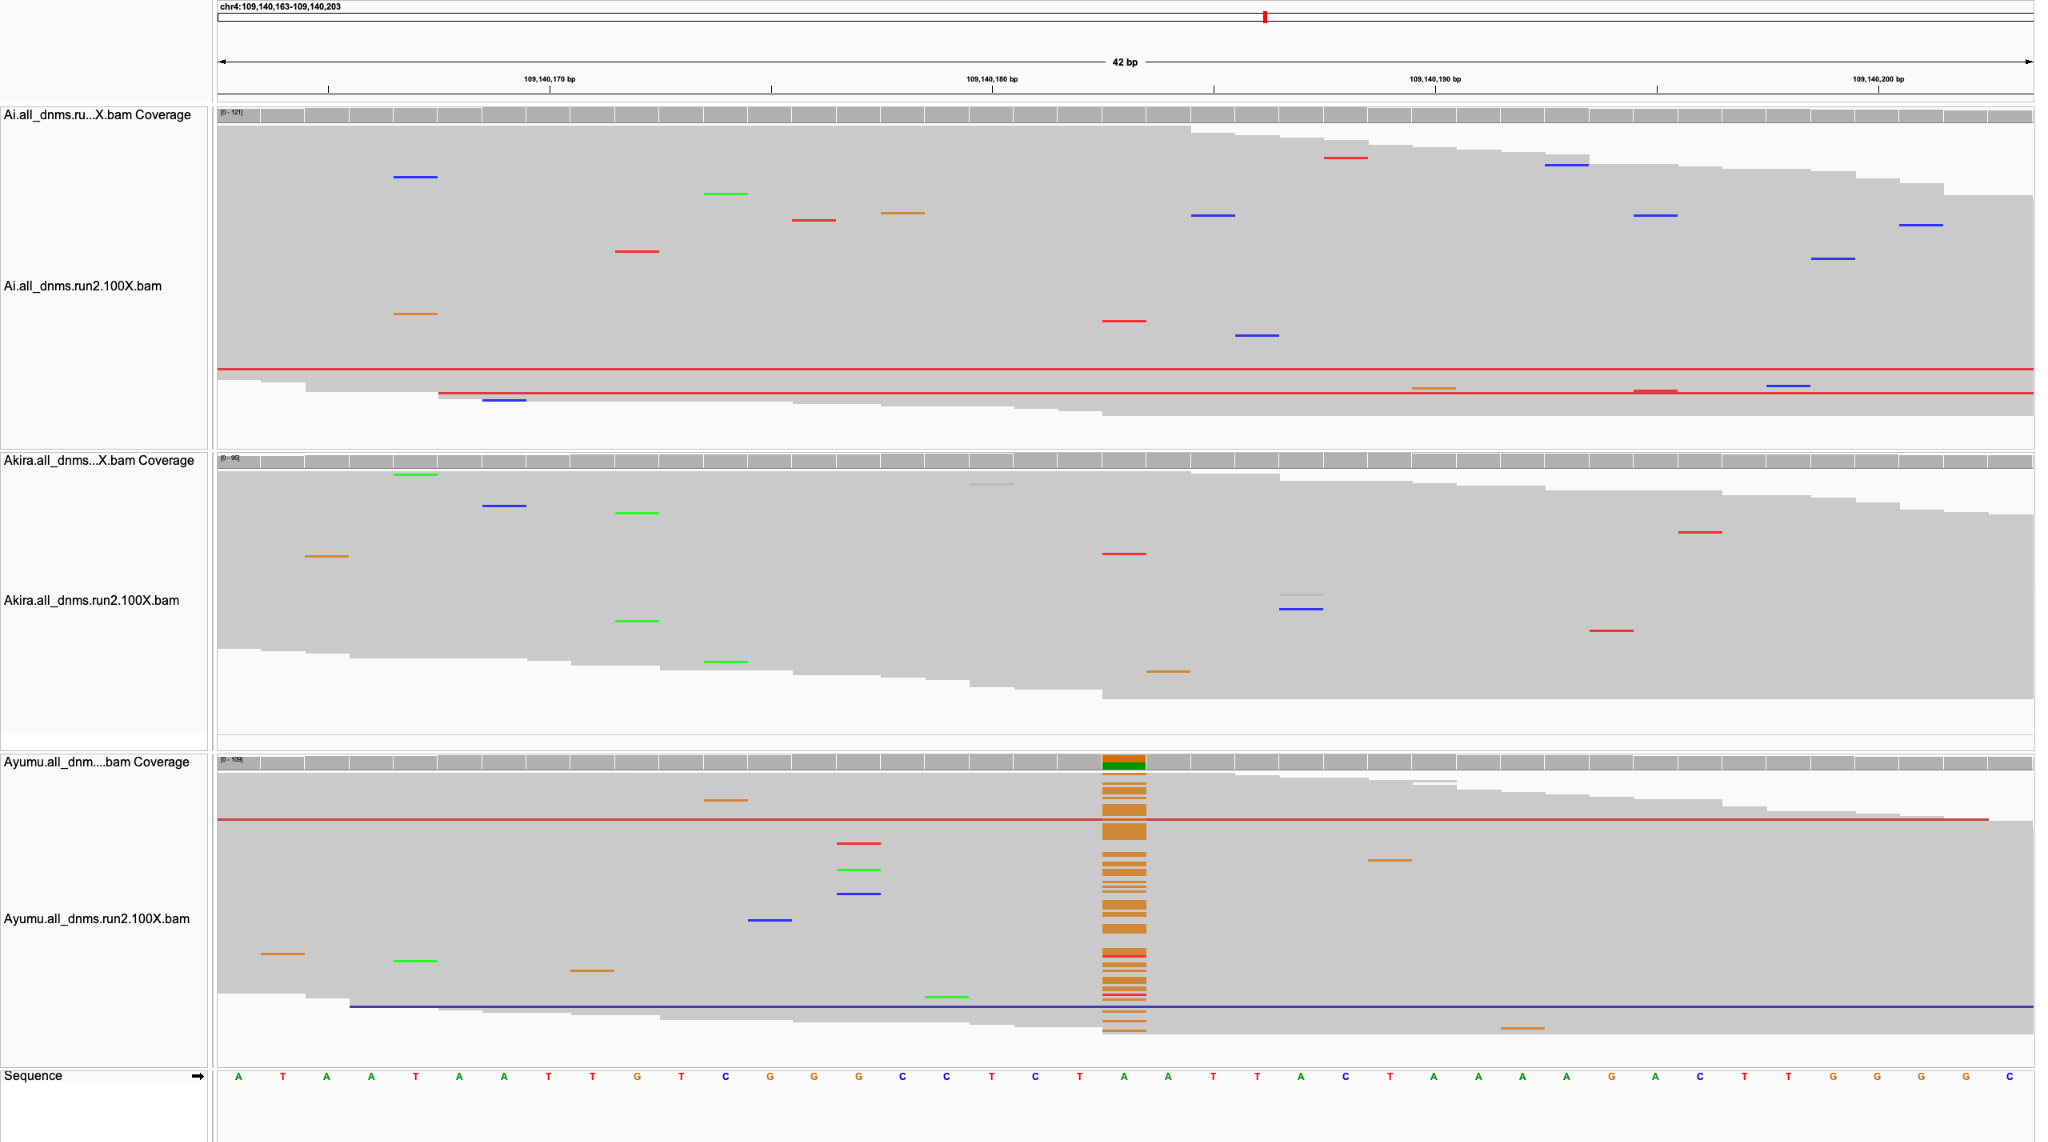 chr4:109,140,163-109,140,203
42 bp
109,140,170 bp 109,140,180 bp 109,140,190 bp 109,140,200 bp
Ai.all_dnms.ru...X.bam Coverage
[0 - 121]
Ai.all_dnms.run2.100X.bam
Akira.all_dnms...X.bam Coverage
[0 - 95]
Akira.all_dnms.run2.100X.bam
Ayumu.all_dnm....bam Coverage
[0 - 109]
Ayumu.all_dnms.run2.100X.bam
Sequence A T A A T A A T T G T C G G G C C T C T A A T T A C T A A A A G A C T T G G G G C